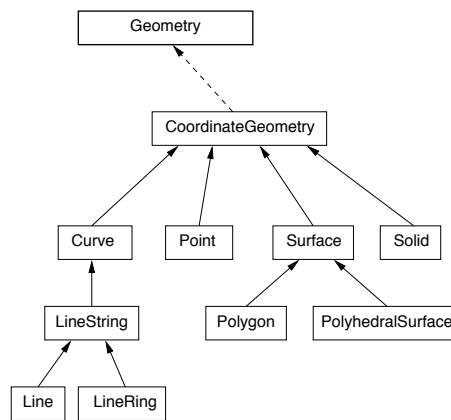 Geometry
CoordinateGeometry
Curve
Point
Surface
Solid
LineString
Polygon
PolyhedralSurface
Line
LineRing